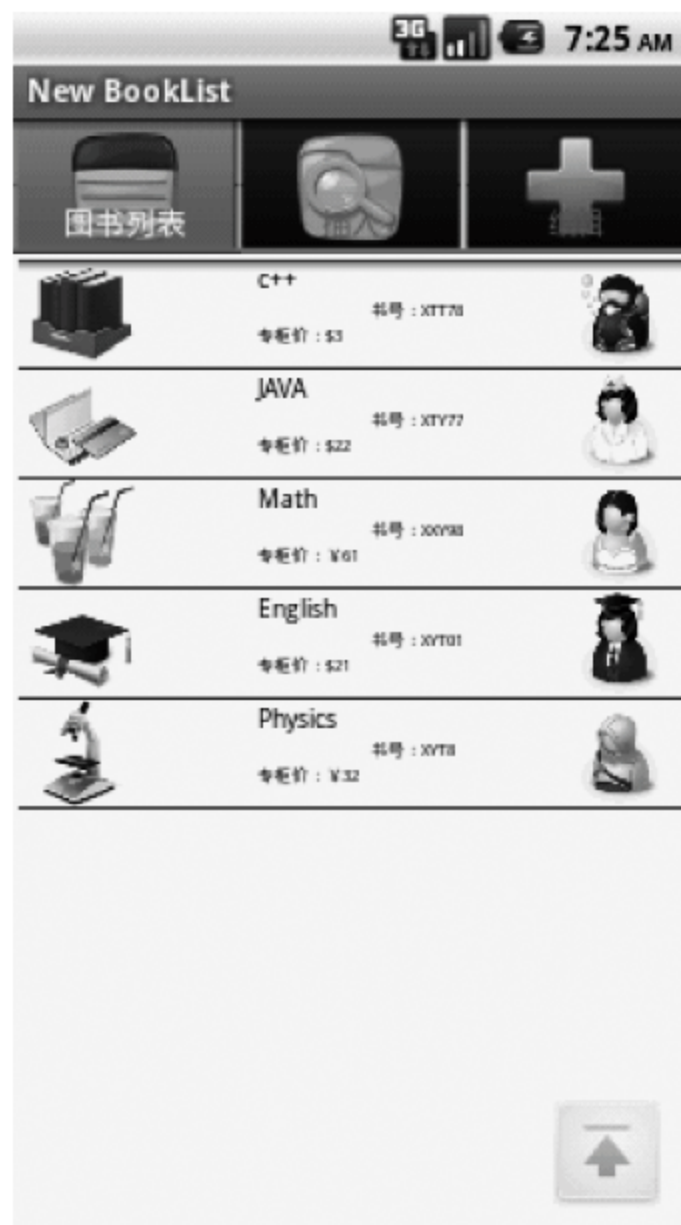 3G 7:25 AM
New BookList
图书列表
C++
书号：XTT78
专柜价：$3
JAVA
书号：XTY77
专柜价：$22
Math
书号：XXY98
专柜价：￥61
English
书号：XYT01
专柜价：$21
Physics
书号：XYT8
专柜价：￥32